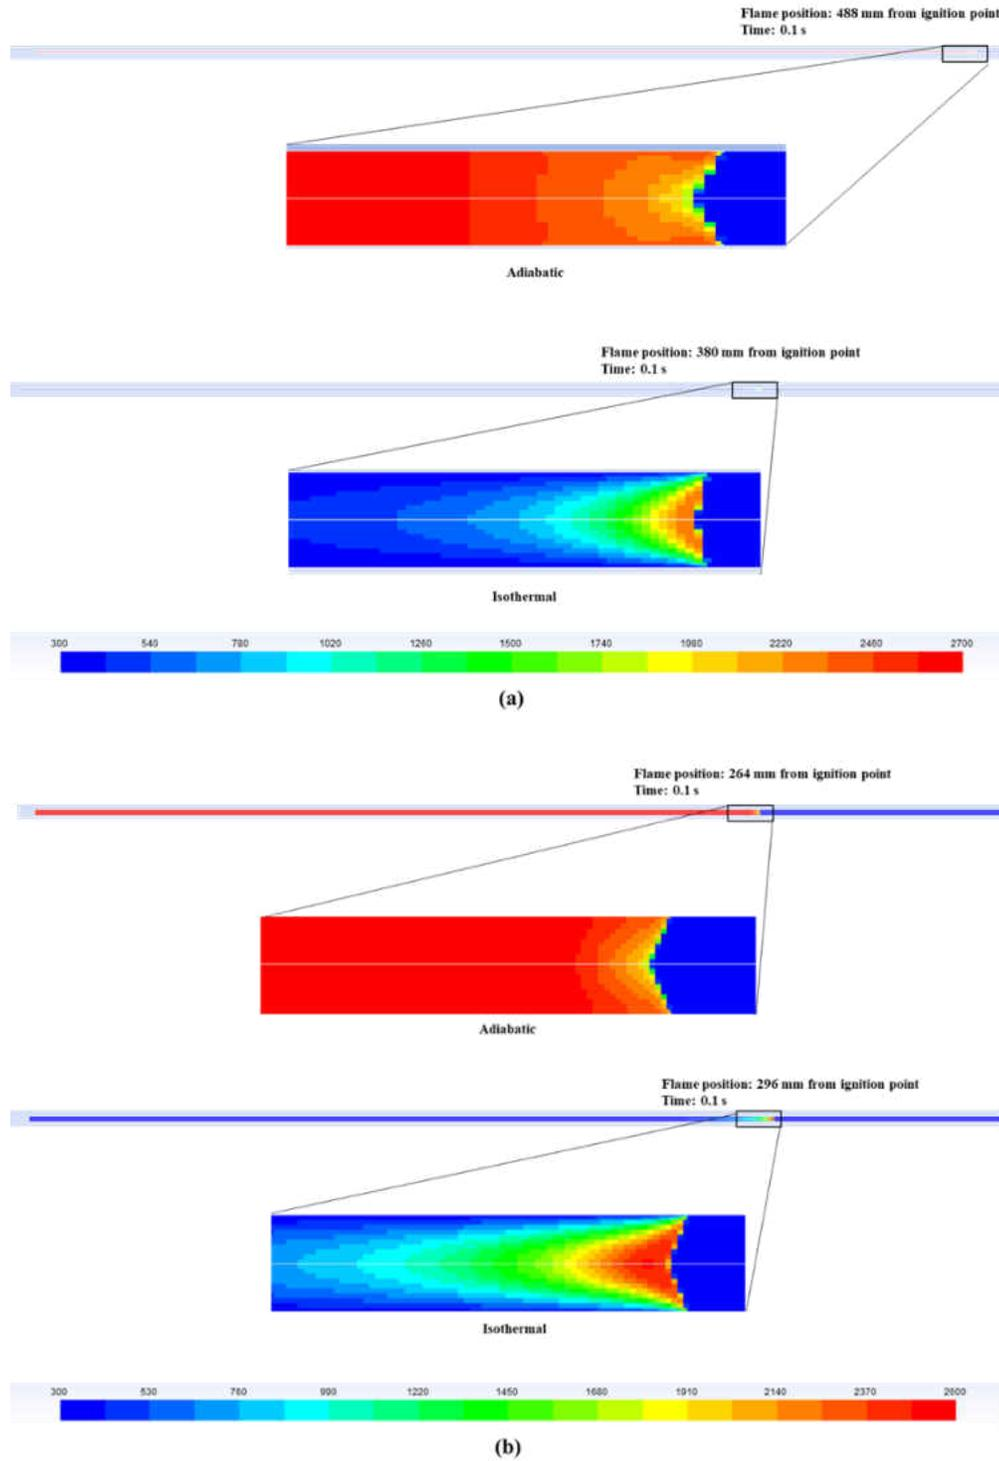 Flame position: 488 mm from ignition point
Time: 0.1 s
Adiabatic
Flame position: 380 mm from ignition point
Time: 0.1 s
Isothermal
300 540 780 1020 1260 1500 1740 1980 2220 2460 2700
(a)
Flame position: 264 mm from ignition point
Time: 0.1 s
Adiabatic
Flame position: 296 mm from ignition point
Time: 0.1 s
Isothermal
300 530 760 990 1220 1450 1680 1910 2140 2370 2600
(b)